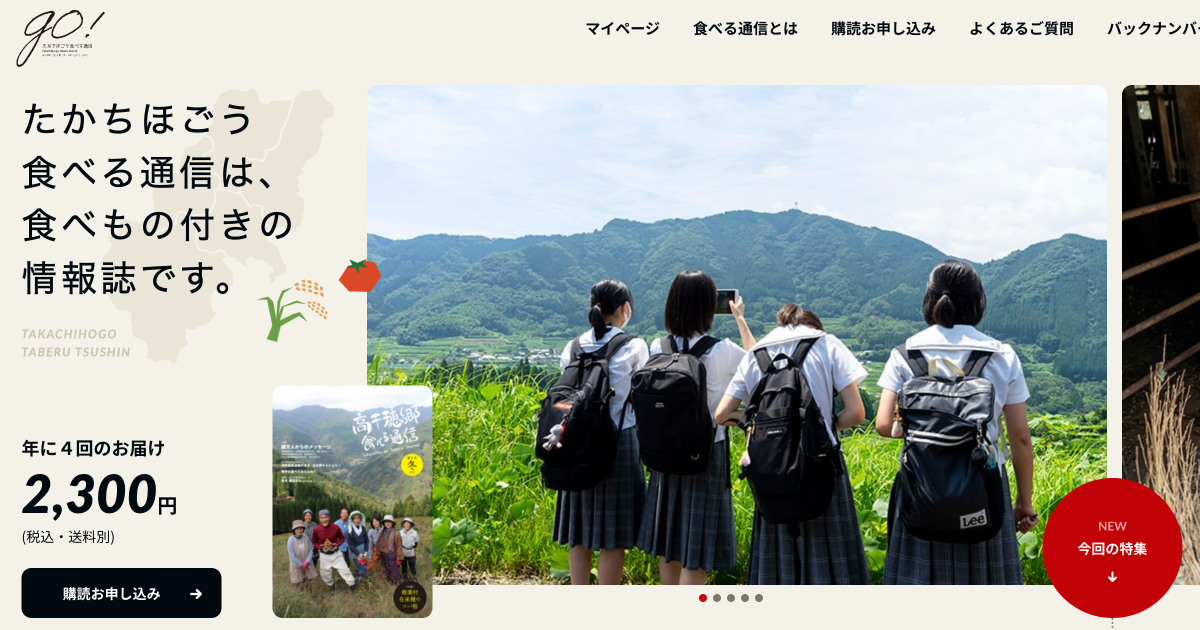 go!
たかちほごう食べる通信
マイページ
食べる通信とは
購読お申し込み
よくあるご質問
バックナンバー
たかちほごう
食べる通信は、
食べもの付きの
情報誌です。
TAKACHIHOGO
TABERU TSUSHIN
年に４回のお届け
2,300円
(税込・送料別)
購読お申し込み
高千穂郷
食べる通信
冬
Lee
NEW
今回の特集